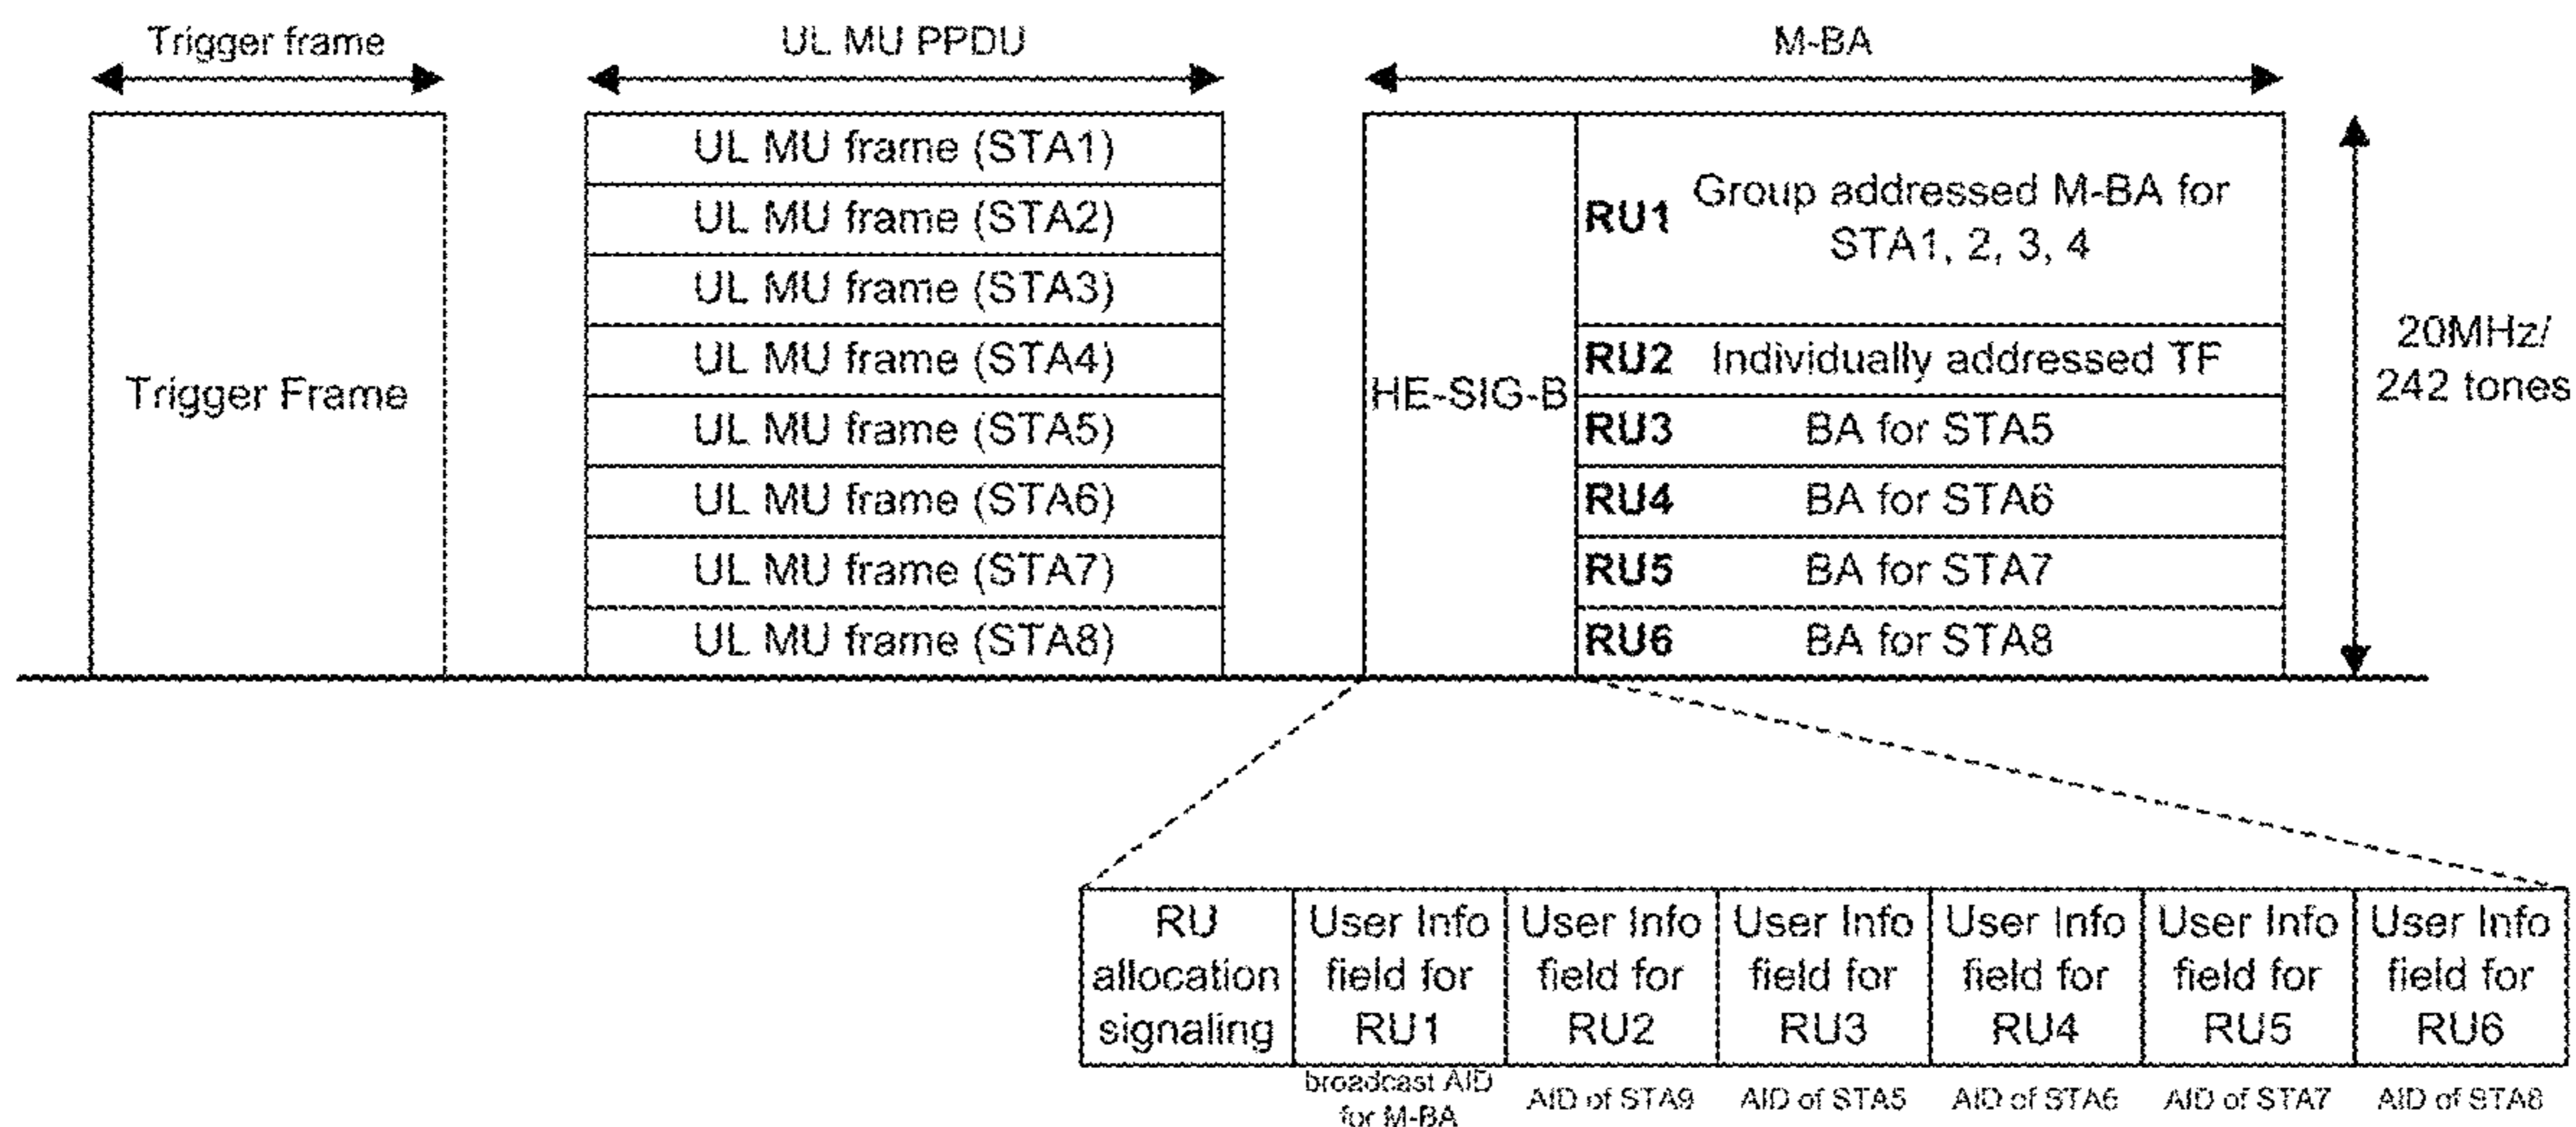 Trigger frame
UL MU PPDU
M-BA
Trigger Frame
UL MU frame (STA1)
UL MU frame (STA2)
UL MU frame (STA3)
UL MU frame (STA4)
UL MU frame (STA5)
UL MU frame (STA6)
UL MU frame (STA7)
UL MU frame (STA8)
HE-SIG-B
RU1 Group addressed M-BA for
STA1, 2, 3, 4
RU2 Individually addressed TF
RU3 BA for STA5
RU4 BA for STA6
RU5 BA for STA7
RU6 BA for STA8
20MHz/
242 tones
RU
allocation
signaling
User Info
field for
RU1
User Info
field for
RU2
User Info
field for
RU3
User Info
field for
RU4
User Info
field for
RU5
User Info
field for
RU6
broadcast AID
for M-BA
AID of STA9
AID of STA5
AID of STA6
AID of STA7
AID of STA8